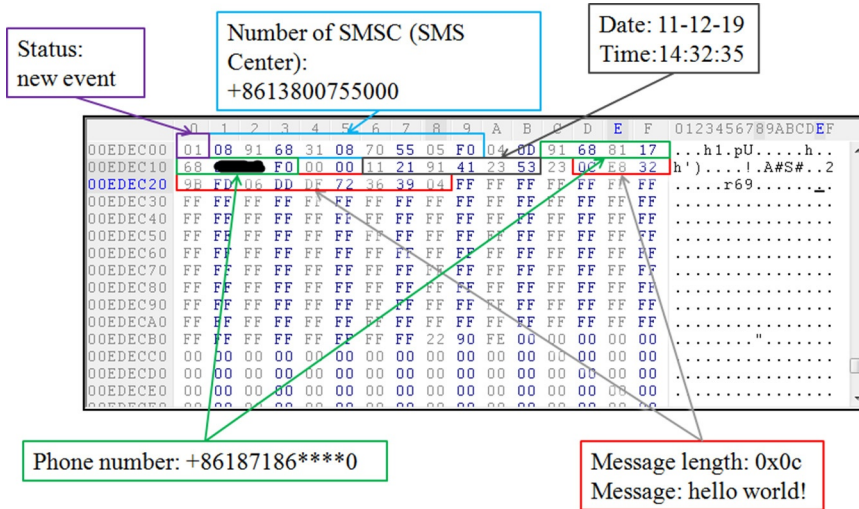 Status:
new event
Number of SMSC (SMS
Center):
+8613800755000
Date: 11-12-19
Time:14:32:35
0 1 2 3 4 5 6 7 8 9 A B C D E F 0123456789ABCDEF
00EDEC00 01 08 91 68 31 08 70 55 05 F0 04 0D 91 68 81 17 ...h1.pU.....h..
00EDEC10 68 F0 00 00 11 21 91 41 23 53 23 0C E8 32 h')....!.A#S#..2
00EDEC20 9B FD 06 DD DF 72 36 39 04 FF FF FF FF FF FF FF .....r69........
00EDEC30 FF FF FF FF FF FF FF FF FF FF FF FF FF FF FF FF ................
00EDEC40 FF FF FF FF FF FF FF FF FF FF FF FF FF FF FF FF ................
00EDEC50 FF FF FF FF FF FF FF FF FF FF FF FF FF FF FF FF ................
00EDEC60 FF FF FF FF FF FF FF FF FF FF FF FF FF FF FF FF ................
00EDEC70 FF FF FF FF FF FF FF FF FF FF FF FF FF FF FF FF ................
00EDEC80 FF FF FF FF FF FF FF FF FF FF FF FF FF FF FF FF ................
00EDEC90 FF FF FF FF FF FF FF FF FF FF FF FF FF FF FF FF ................
00EDECA0 FF FF FF FF FF FF FF FF FF FF FF FF FF FF FF FF ................
00EDECB0 FF FF FF FF FF FF FF FF 22 90 FE 00 00 00 00 00 ........".......
00EDECC0 00 00 00 00 00 00 00 00 00 00 00 00 00 00 00 00 ................
00EDECD0 00 00 00 00 00 00 00 00 00 00 00 00 00 00 00 00 ................
00EDECE0 00 00 00 00 00 00 00 00 00 00 00 00 00 00 00 00 ................
Phone number: +86187186****0
Message length: 0x0c
Message: hello world!